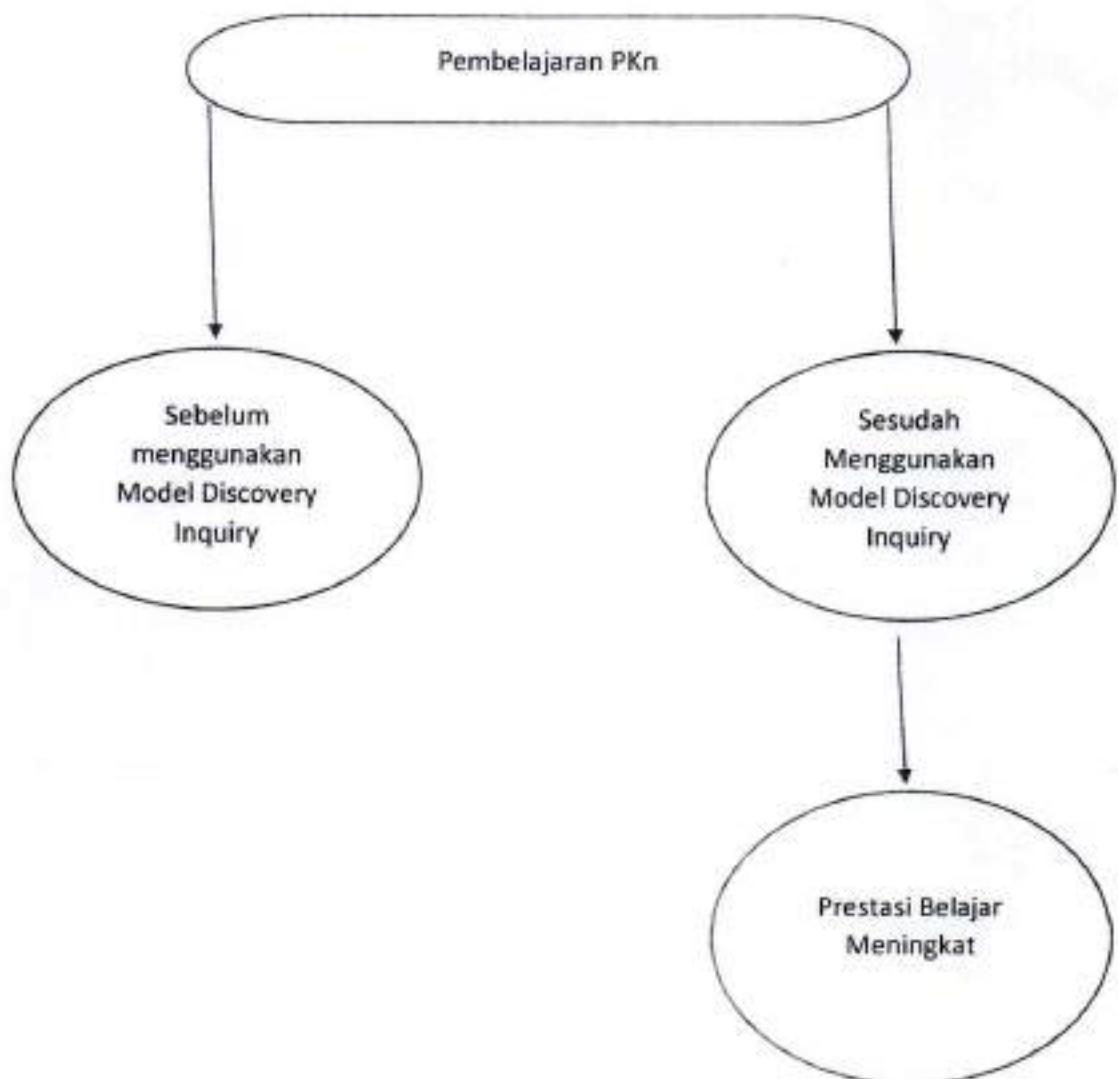 Pembelajaran PKn
Sebelum
menggunakan
Model Discovery
Inquiry
Sesudah
Menggunakan
Model Discovery
Inquiry
Prestasi Belajar
Meningkat